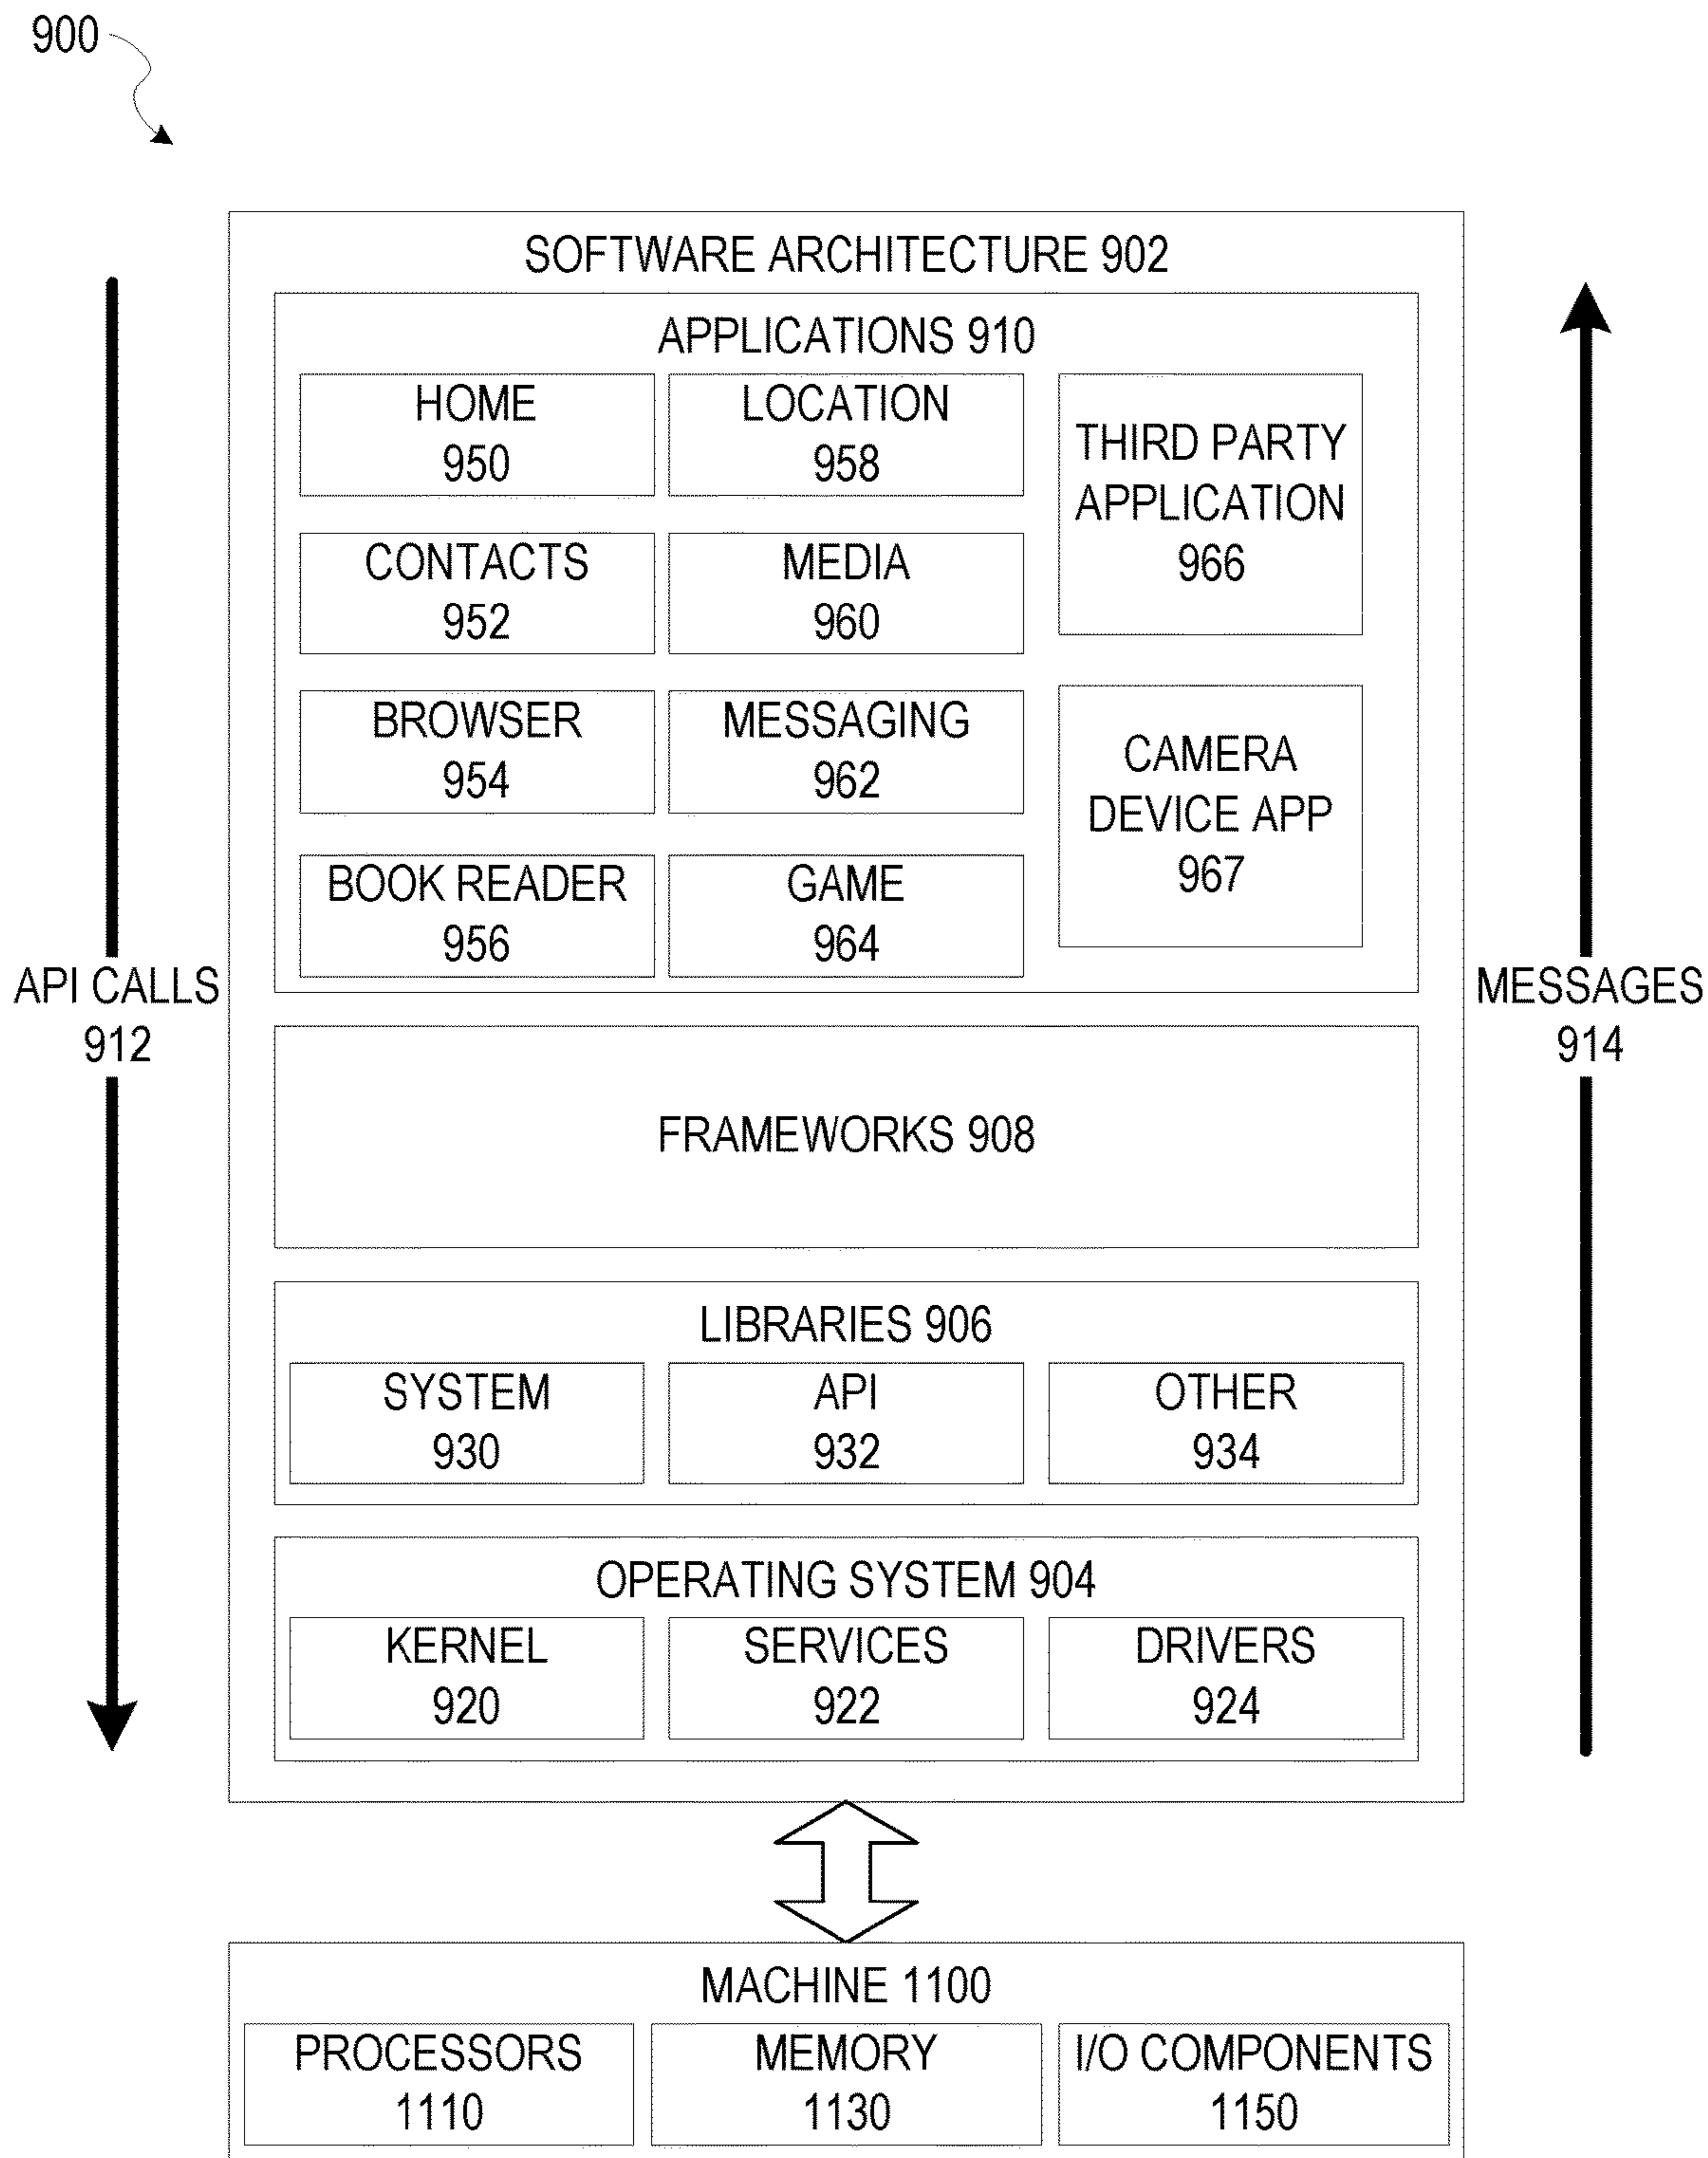 900
SOFTWARE ARCHITECTURE 902
APPLICATIONS 910
HOME
950
LOCATION
958
THIRD PARTY
APPLICATION
966
CONTACTS
952
MEDIA
960
BROWSER
954
MESSAGING
962
CAMERA
DEVICE APP
967
BOOK READER
956
GAME
964
API CALLS
912
MESSAGES
914
FRAMEWORKS 908
LIBRARIES 906
SYSTEM
930
API
932
OTHER
934
OPERATING SYSTEM 904
KERNEL
920
SERVICES
922
DRIVERS
924
MACHINE 1100
PROCESSORS
1110
MEMORY
1130
I/O COMPONENTS
1150